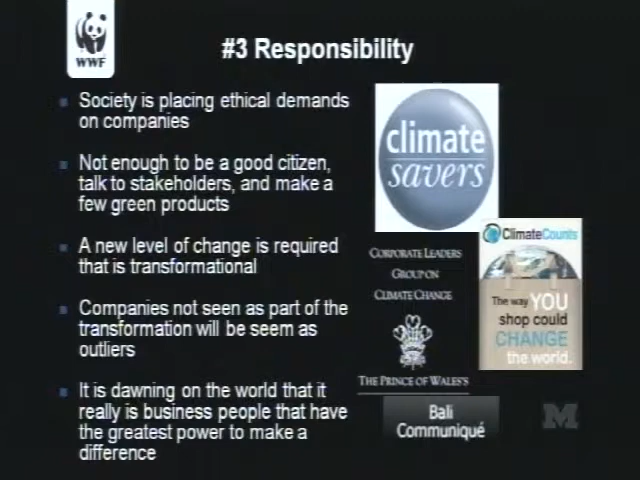 WWF
#3 Responsibility
Society is placing ethical demands
on companies
Not enough to be a good citizen,
talk to stakeholders, and make a
few green products
A new level of change is required
that is transformational
Companies not seen as part of the
transformation will be seem as
outliers
It is dawning on the world that it
really is business people that have
the greatest power to make a
difference
climate
savers
ClimateCounts
The way YOU
shop could
CHANGE
the world.
CORPORATE LEADERS
GROUP ON
CLIMATE CHANGE
THE PRINCE OF WALES'S
Bali
Communiqué
M